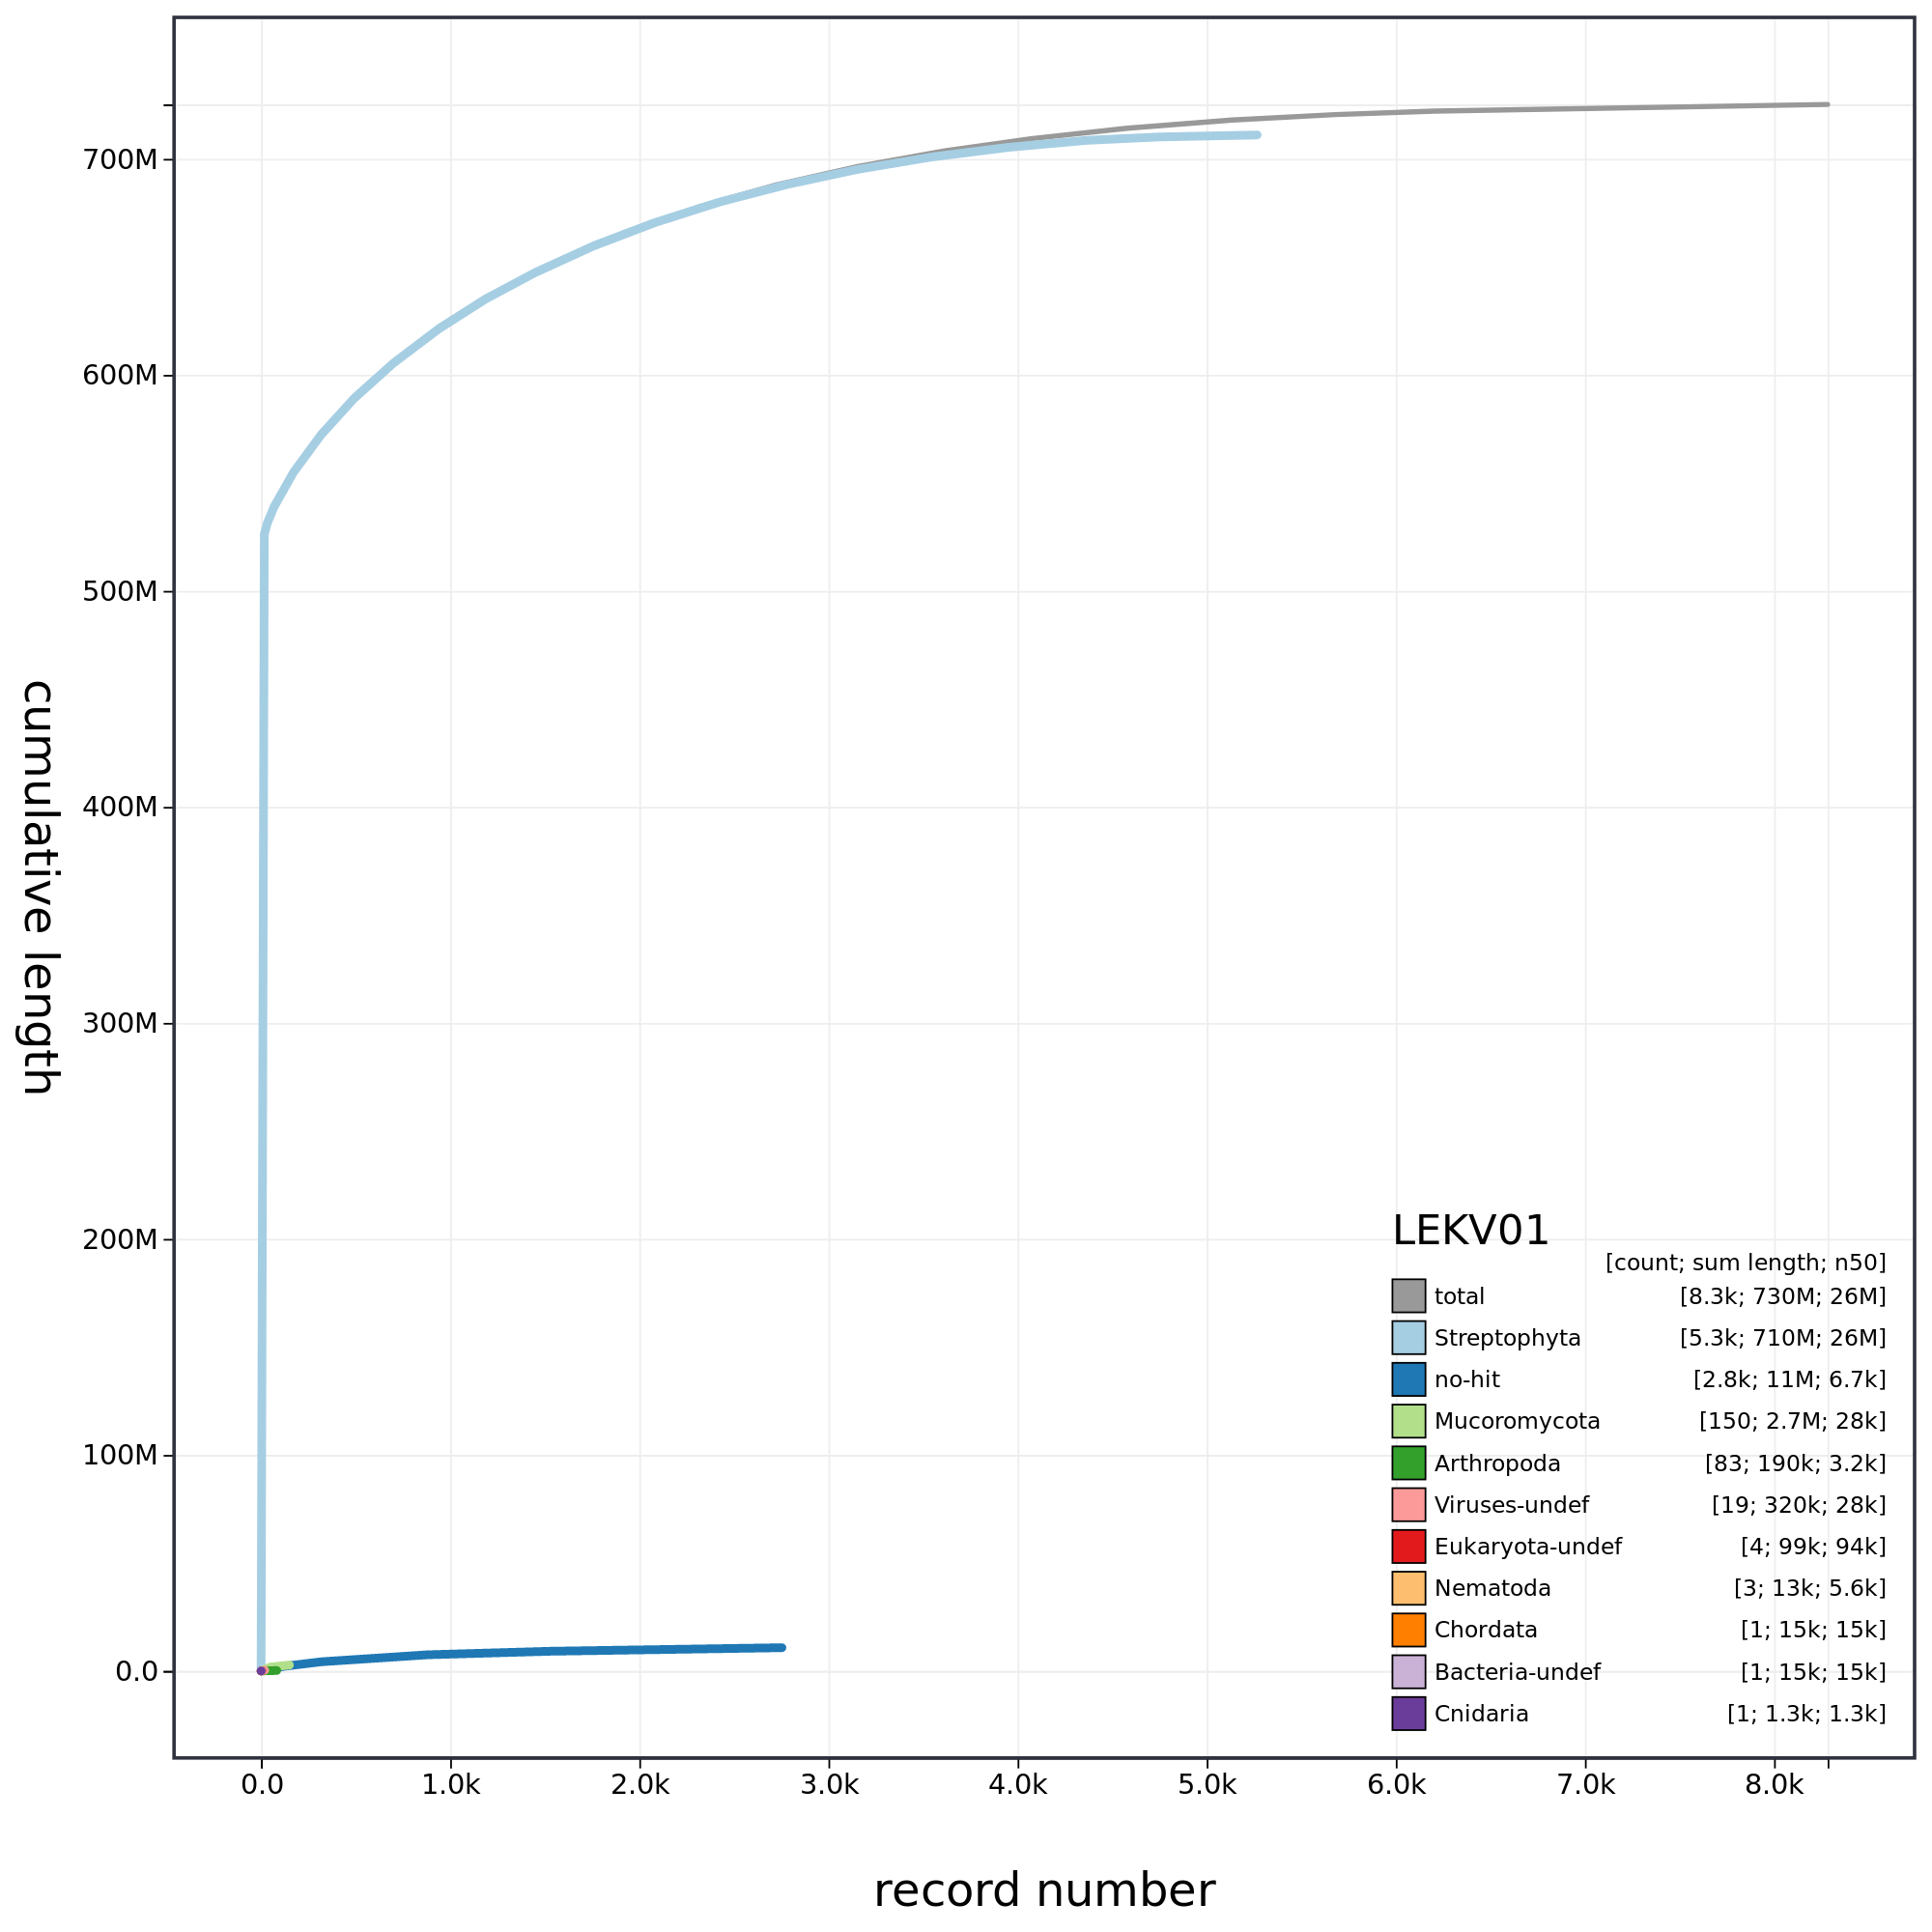 cumulative length
700M
600M
500M
400M
300M
200M
100M
0.0
LEKV01
[count; sum length; n50]
total [8.3k; 730M; 26M]
Streptophyta [5.3k; 710M; 26M]
no-hit [2.8k; 11M; 6.7k]
Mucoromycota [150; 2.7M; 28k]
Arthropoda [83; 190k; 3.2k]
Viruses-undef [19; 320k; 28k]
Eukaryota-undef [4; 99k; 94k]
Nematoda [3; 13k; 5.6k]
Chordata [1; 15k; 15k]
Bacteria-undef [1; 15k; 15k]
Cnidaria [1; 1.3k; 1.3k]
0.0 1.0k 2.0k 3.0k 4.0k 5.0k 6.0k 7.0k 8.0k
record number